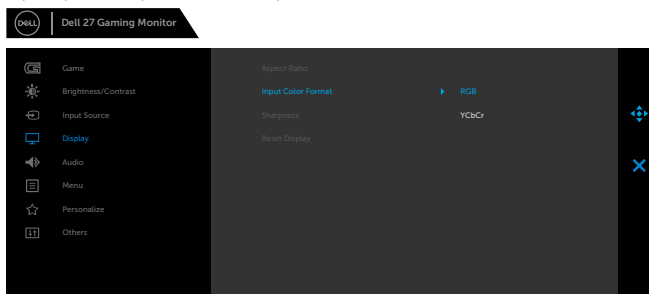 DELL
Dell 27 Gaming Monitor
Game
Aspect Ratio
Brightness/Contrast
Input Color Format
RGB
Input Source
Sharpness
YCbCr
Display
Reset Display
Audio
Menu
Personalize
Others